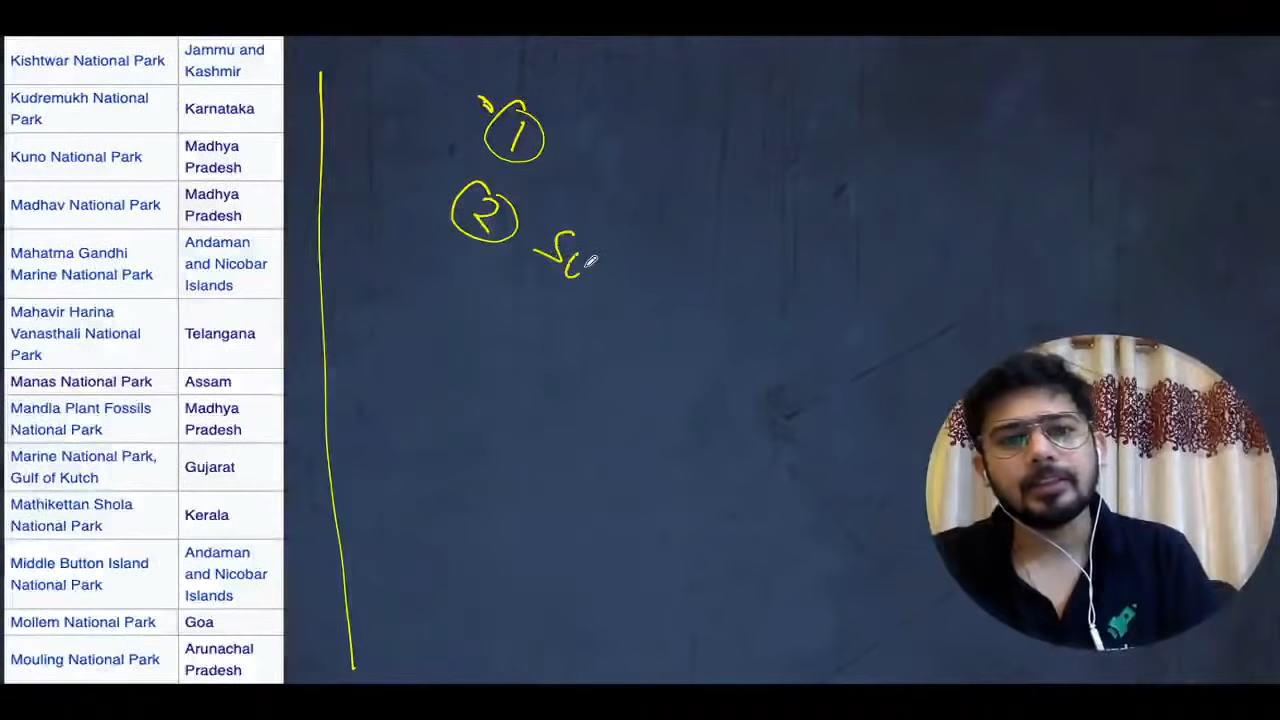 Kishtwar National Park
Jammu and
Kashmir
Kudremukh National
Park
Karnataka
Kuno National Park
Madhya
Pradesh
Madhav National Park
Madhya
Pradesh
Mahatma Gandhi
Marine National Park
Andaman
and Nicobar
Islands
Mahavir Harina
Vanasthali National
Park
Telangana
Manas National Park
Assam
Mandla Plant Fossils
National Park
Madhya
Pradesh
Marine National Park,
Gulf of Kutch
Gujarat
Mathikettan Shola
National Park
Kerala
Middle Button Island
National Park
Andaman
and Nicobar
Islands
Mollem National Park
Goa
Mouling National Park
Arunachal
Pradesh
1
2